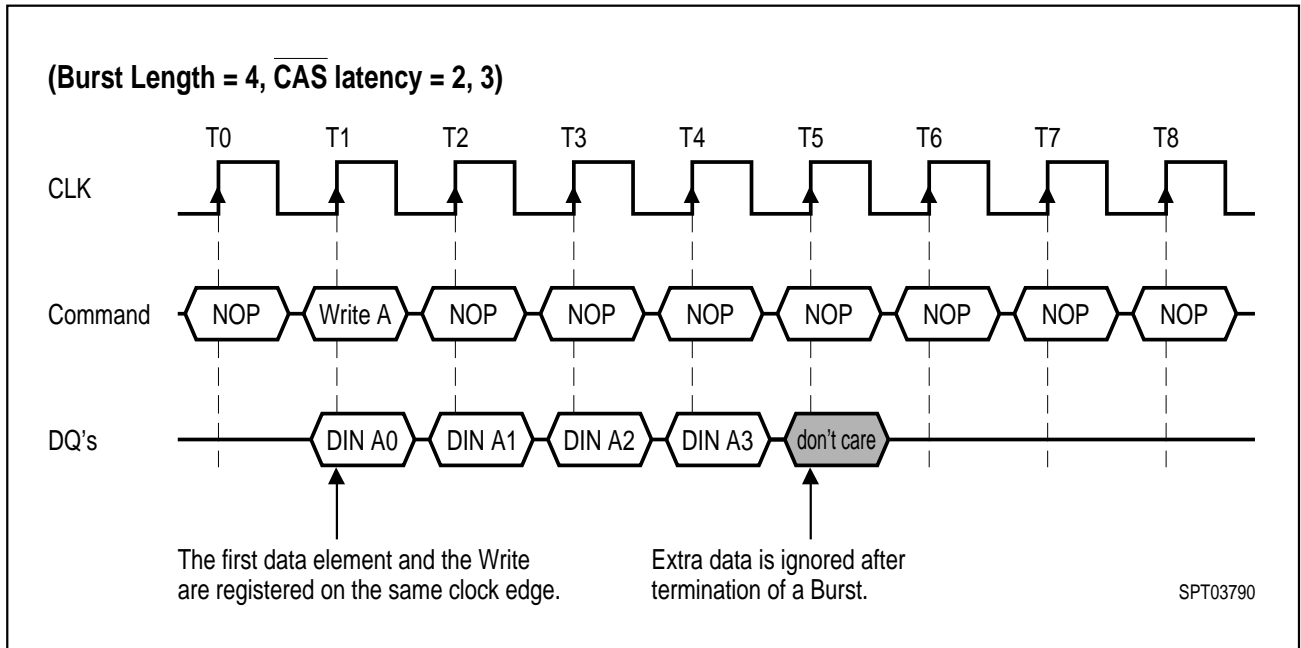 (Burst Length = 4, CAS latency = 2, 3)
T0 T1 T2 T3 T4 T5 T6 T7 T8
CLK
Command NOP Write A NOP NOP NOP NOP NOP NOP NOP
DQ's DIN A0 DIN A1 DIN A2 DIN A3 don't care
The first data element and the Write
are registered on the same clock edge.
Extra data is ignored after
termination of a Burst.
SPT03790